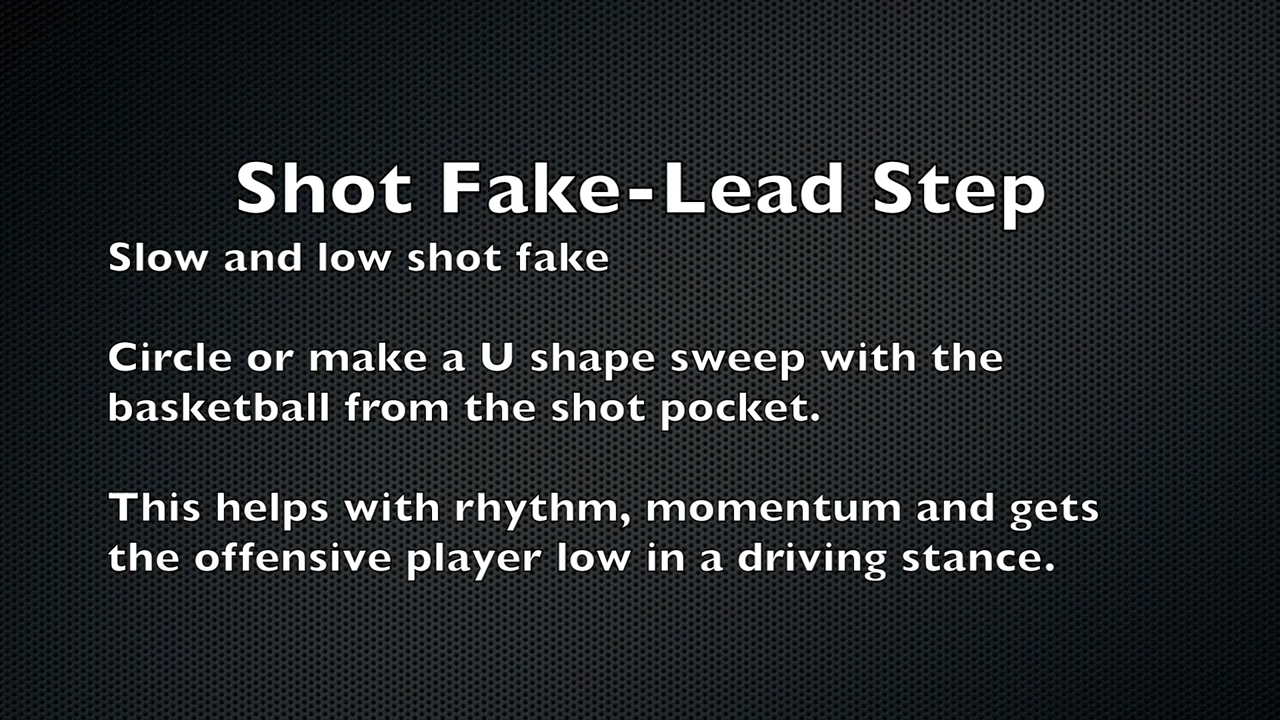 Shot Fake-Lead Step
Slow and low shot fake
Circle or make a U shape sweep with the
basketball from the shot pocket.
This helps with rhythm, momentum and gets
the offensive player low in a driving stance.